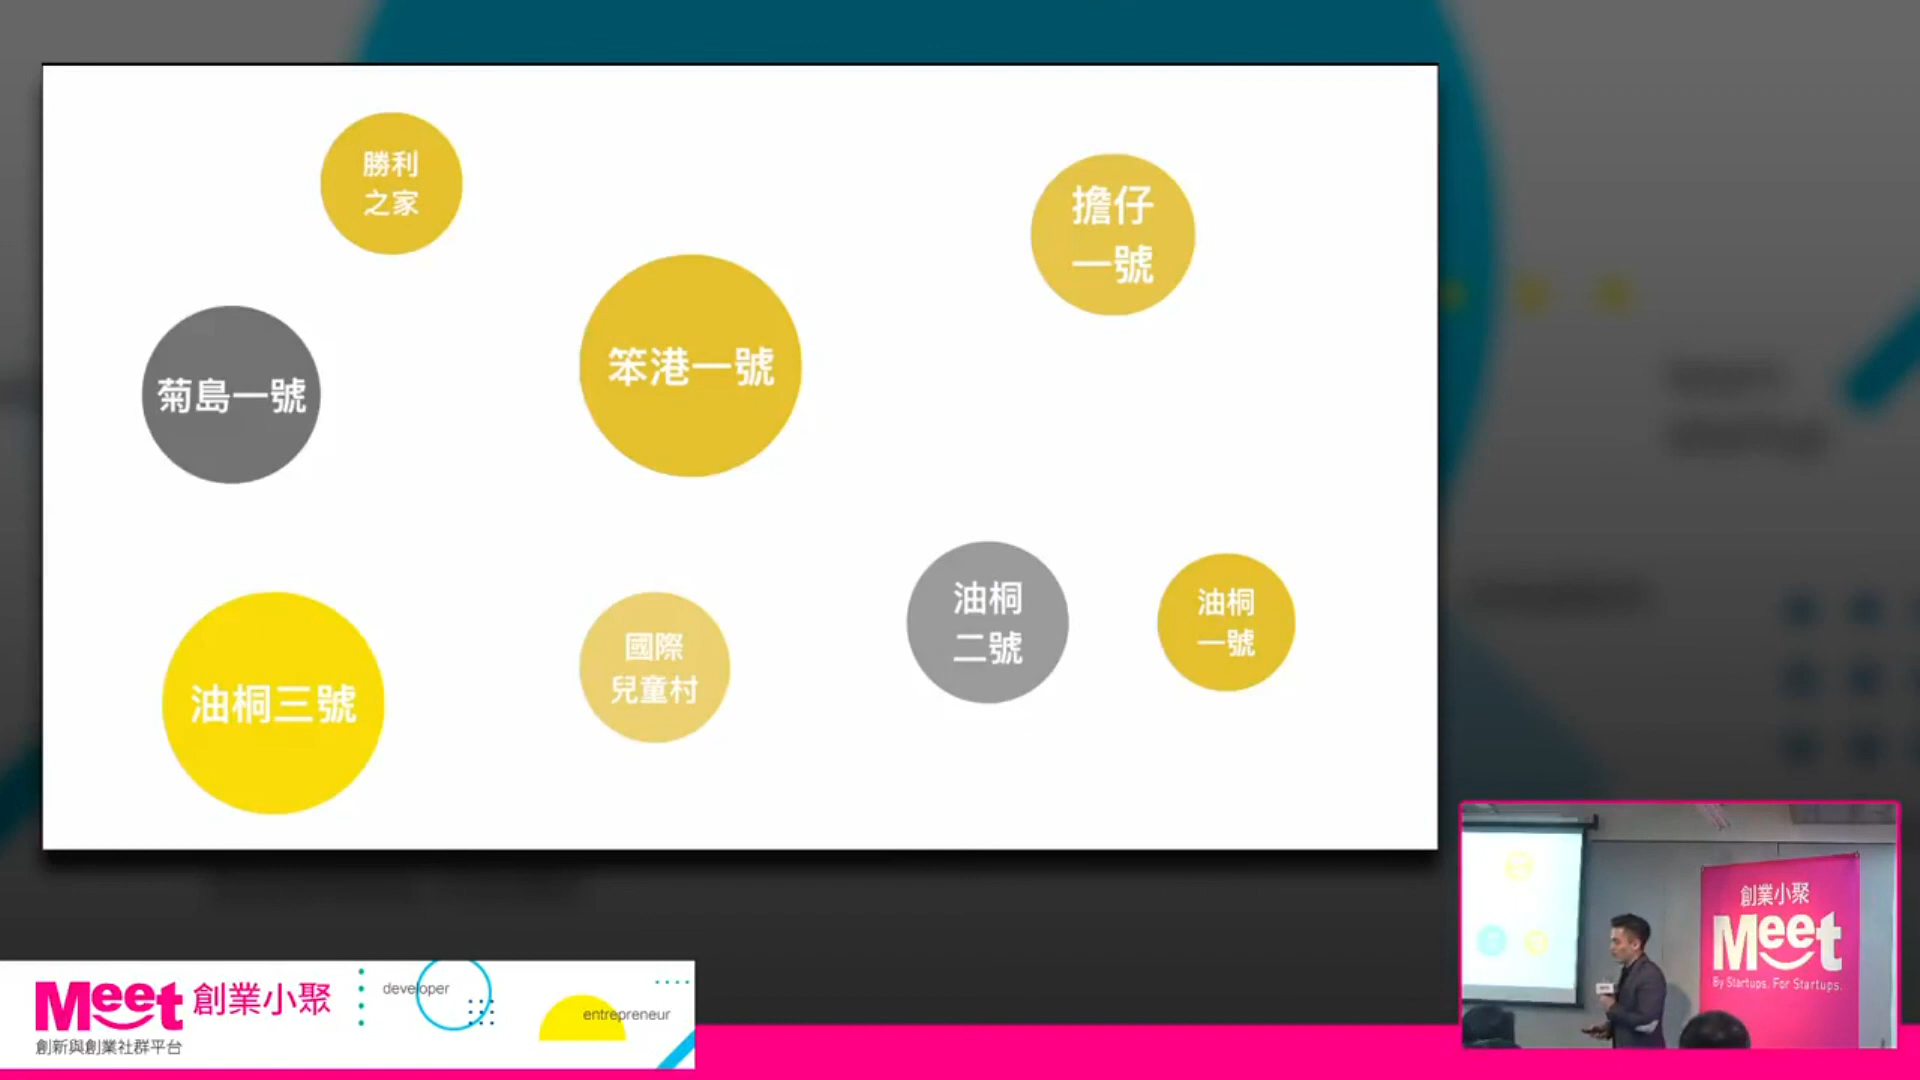 勝利
之家
擔仔
一號
笨港一號
菊島一號
油桐
二號
油桐
一號
油桐三號
國際
兒童村
創業小聚
Meet
By Startups. For Startups.
Meet 創業小聚
創新與創業社群平台
developer
entrepreneur